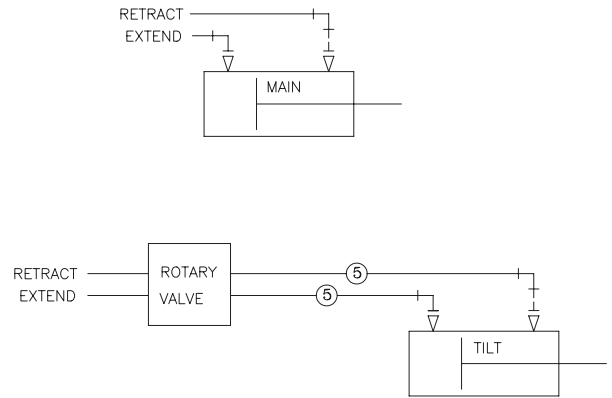 RETRACT
EXTEND
MAIN
RETRACT
EXTEND
ROTARY
VALVE
5
5
TILT